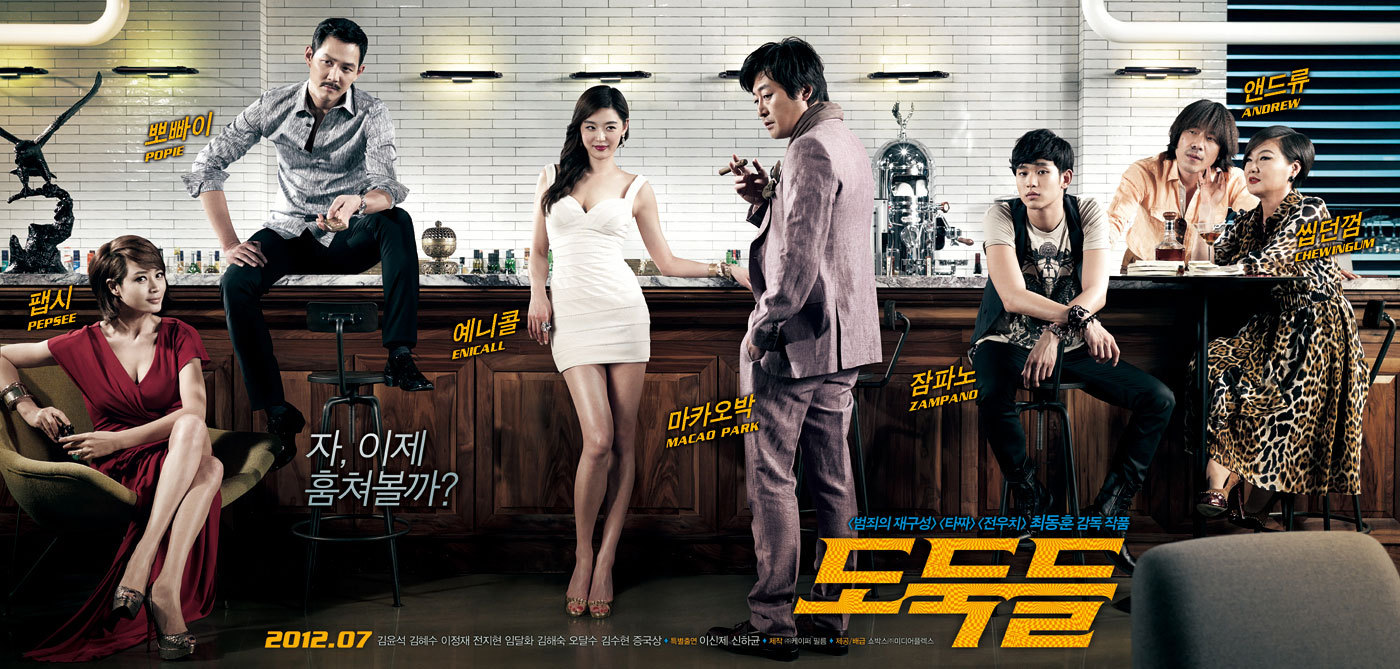 뽀빠이
POPIE
앤드류
ANDREW
씹던껌
CHEWINGUM
팹시
PEPSEE
예니콜
ENICALL
잠파노
ZAMPANO
마카오박
MACAO PARK
자, 이제
훔쳐볼까?
<범죄의 재구성> <타짜> <전우치> 최동훈 감독 작품
도둑들
2012.07 김윤석 김혜수 이정재 전지현 임달화 김해숙 오달수 김수현 증국상 • 특별출연 이신제 신하균 • 제작 ㈜케이퍼 필름 • 제공/배급 쇼박스㈜미디어플렉스